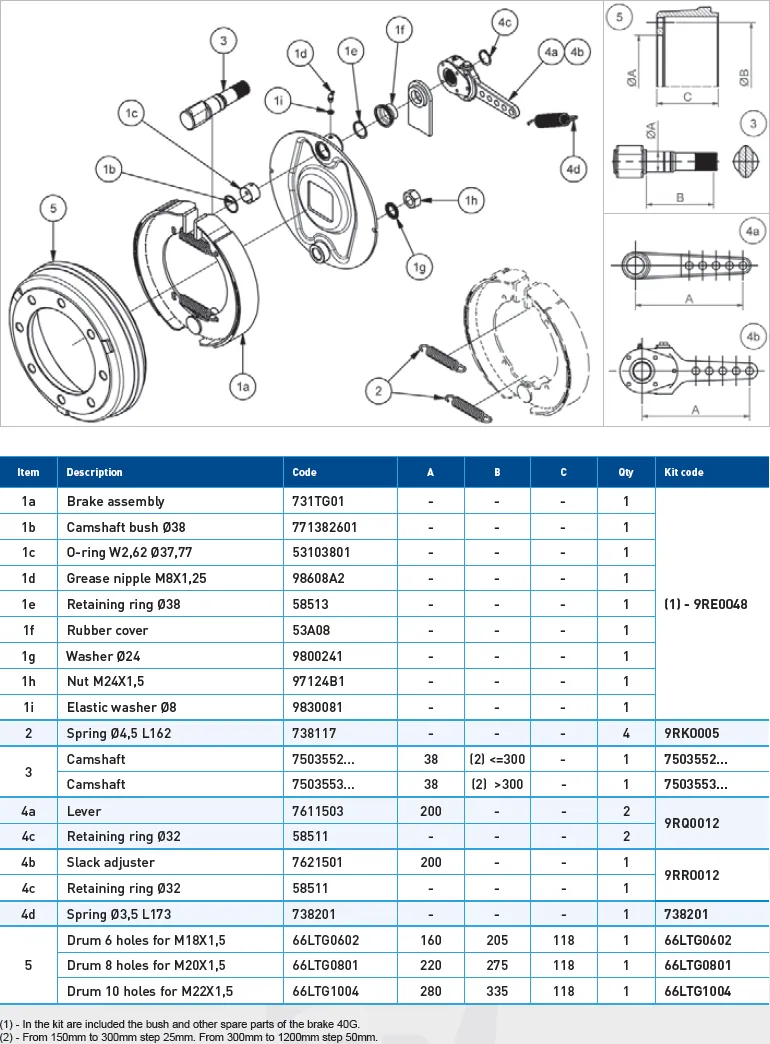 3
1d
1e
1f
4c
4a
4b
1i
1c
1b
4d
5
1h
1g
1a
2
5
ØA
ØB
C
3
ØA
B
4a
A
4b
A
Item Description Code A B C Qty Kit code
1a Brake assembly 731TG01 - - - 1
1b Camshaft bush Ø38 771382601 - - - 1
1c O-ring W2,62 Ø37,77 53103801 - - - 1
1d Grease nipple M8X1,25 98608A2 - - - 1
1e Retaining ring Ø38 58513 - - - 1 (1) - 9RE0048
1f Rubber cover 53A08 - - - 1
1g Washer Ø24 9800241 - - - 1
1h Nut M24X1,5 97124B1 - - - 1
1i Elastic washer Ø8 9830081 - - - 1
2 Spring Ø4,5 L162 738117 - - - 4 9RK0005
3 Camshaft 7503552... 38 (2) <=300 - 1 7503552...
Camshaft 7503553... 38 (2) >300 - 1 7503553...
4a Lever 7611503 200 - - 2 9RQ0012
4c Retaining ring Ø32 58511 - - - 2
4b Slack adjuster 7621501 200 - - 1 9RR0012
4c Retaining ring Ø32 58511 - - - 1
4d Spring Ø3,5 L173 738201 - - - 1 738201
5 Drum 6 holes for M18X1,5 66LTG0602 160 205 118 1 66LTG0602
Drum 8 holes for M20X1,5 66LTG0801 220 275 118 1 66LTG0801
Drum 10 holes for M22X1,5 66LTG1004 280 335 118 1 66LTG1004
(1) - In the kit are included the bush and other spare parts of the brake 40G.
(2) - From 150mm to 300mm step 25mm. From 300mm to 1200mm step 50mm.